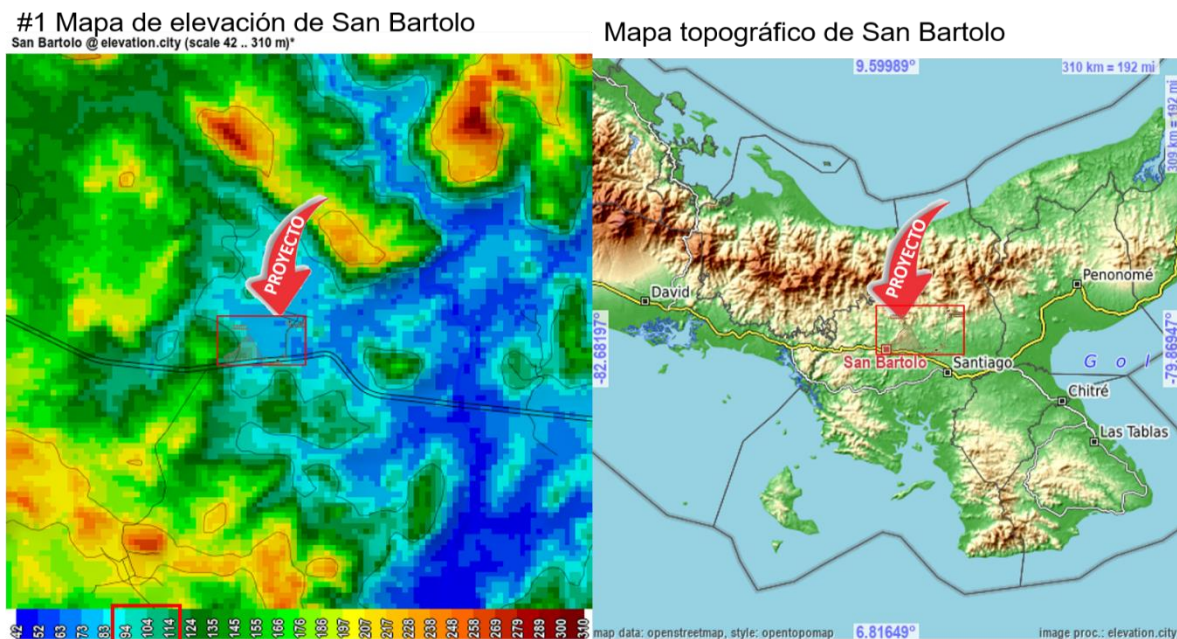 #1 Mapa de elevación de San Bartolo
San Bartolo @ elevation.city (scale 42 .. 310 m)*
PROYECTO
42 52 63 73 83 94 104 114 124 135 145 155 166 176 186 197 207 217 228 238 248 258 269 279 289 300 310
Mapa topográfico de San Bartolo
9.59989°
310 km = 192 mi
309 km = 192 mi
PROYECTO
Penonomé
David
-82.68197°
-79.86947°
San Bartolo
Santiago
G o l
Chitré
Las Tablas
map data: openstreetmap, style: opentopomap
6.81649°
image proc.: elevation.city